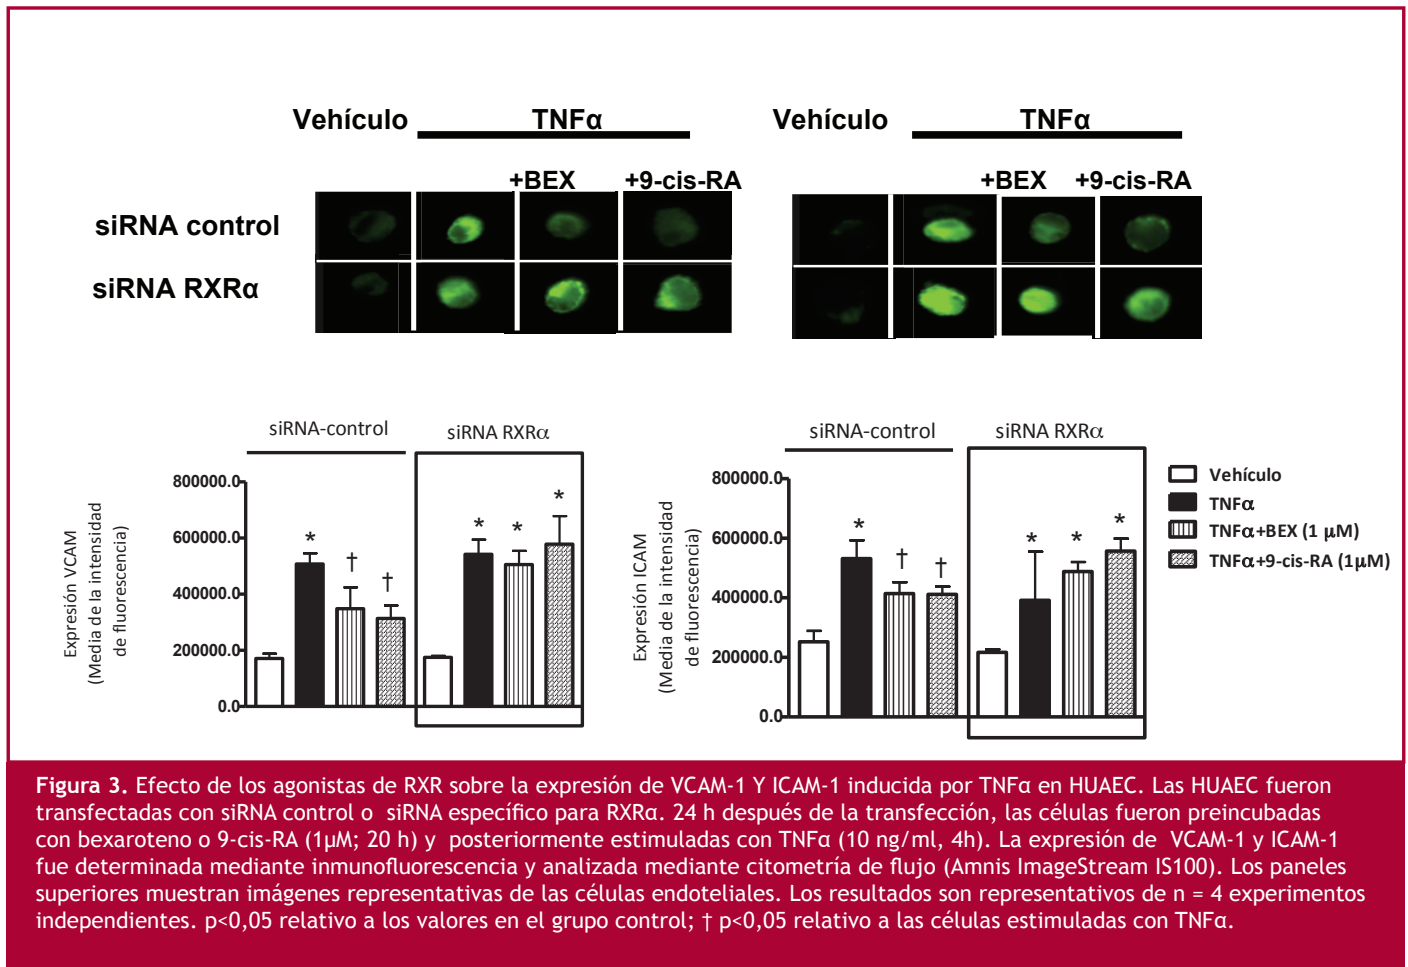 Vehículo TNFα
+BEX +9-cis-RA
siRNA control
siRNA RXRα
Vehículo TNFα
+BEX +9-cis-RA
siRNA-control siRNA RXRα
Expresión VCAM
(Media de la intensidad
de fluorescencia)
800000.0
600000.0
400000.0
200000.0
0.0
* † † * * *
siRNA-control siRNA RXRα
Expresión ICAM
(Media de la intensidad
de fluorescencia)
800000.0
600000.0
400000.0
200000.0
0.0
* † † * * *
Vehículo
TNFα
TNFα+BEX (1 µM)
TNFα+9-cis-RA (1µM)
Figura 3. Efecto de los agonistas de RXR sobre la expresión de VCAM-1 Y ICAM-1 inducida por TNFα en HUAEC. Las HUAEC fueron
transfectadas con siRNA control o siRNA específico para RXRα. 24 h después de la transfección, las células fueron preincubadas
con bexaroteno o 9-cis-RA (1µM; 20 h) y posteriormente estimuladas con TNFα (10 ng/ml, 4h). La expresión de VCAM-1 y ICAM-1
fue determinada mediante inmunofluorescencia y analizada mediante citometría de flujo (Amnis ImageStream IS100). Los paneles
superiores muestran imágenes representativas de las células endoteliales. Los resultados son representativos de n = 4 experimentos
independientes. p<0,05 relativo a los valores en el grupo control; † p<0,05 relativo a las células estimuladas con TNFα.